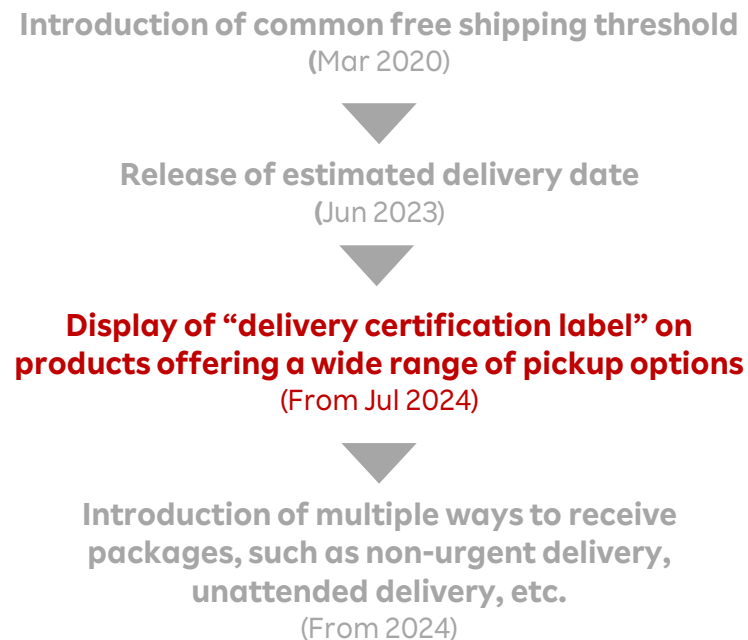 Introduction of common free shipping threshold
(Mar 2020)
Release of estimated delivery date
(Jun 2023)
Display of “delivery certification label” on
products offering a wide range of pickup options
(From Jul 2024)
Introduction of multiple ways to receive
packages, such as non-urgent delivery,
unattended delivery, etc.
(From 2024)